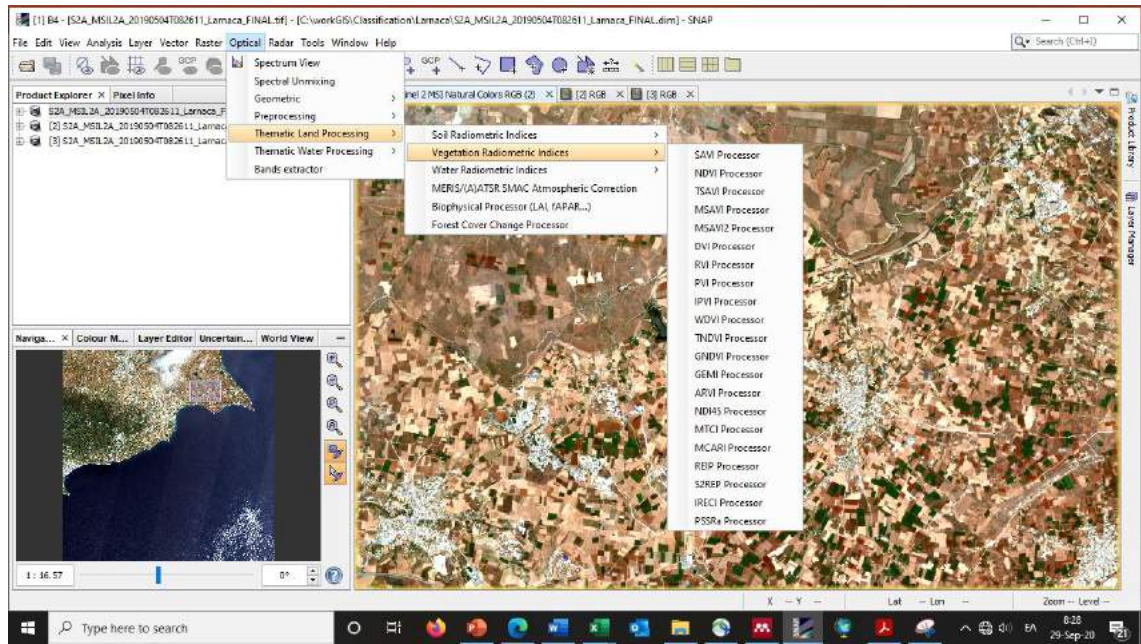 [1] B4 - [S2A_MSIL2A_20190504T082611_Larnaca_FINAL.tif] - [C:\workGIS\Classification\Larnaca\S2A_MSIL2A_20190504T082611_Larnaca_FINAL.dim] - SNAP
File Edit View Analysis Layer Vector Raster Optical Radar Tools Window Help
Search (Ctrl+I)
GCP
Spectrum View
Spectral Unmixing
Geometric
Preprocessing
Thematic Land Processing
Thematic Water Processing
Bands extractor
Product Explorer Pixel Info
S2A_MSIL2A_20190504T082611_Larnaca_F
[2] S2A_MSIL2A_20190504T082611_Larnac
[3] S2A_MSIL2A_20190504T082611_Larnac
nel 2 MSI Natural Colors RGB (2) [2] RGB [3] RGB
Soil Radiometric Indices
Vegetation Radiometric Indices
Water Radiometric Indices
MERIS/(A)ATSR SMAC Atmospheric Correction
Biophysical Processor (LAI, fAPAR...)
Forest Cover Change Processor
SAVI Processor
NDVI Processor
TSAVI Processor
MSAVI Processor
MSAVI2 Processor
DVI Processor
RVI Processor
PVI Processor
IPVI Processor
WDVI Processor
TNDVI Processor
GNDVI Processor
GEMI Processor
ARVI Processor
NDI45 Processor
MTCI Processor
MCARI Processor
REIP Processor
S2REP Processor
IRECI Processor
PSSRa Processor
Product Library
Layer Manager
Naviga... Colour M... Layer Editor Uncertain... World View
1 : 16.57
0°
X -- Y -- Lat -- Lon -- Zoom -- Level --
Type here to search
ΕΛ
8:28
29-Sep-20